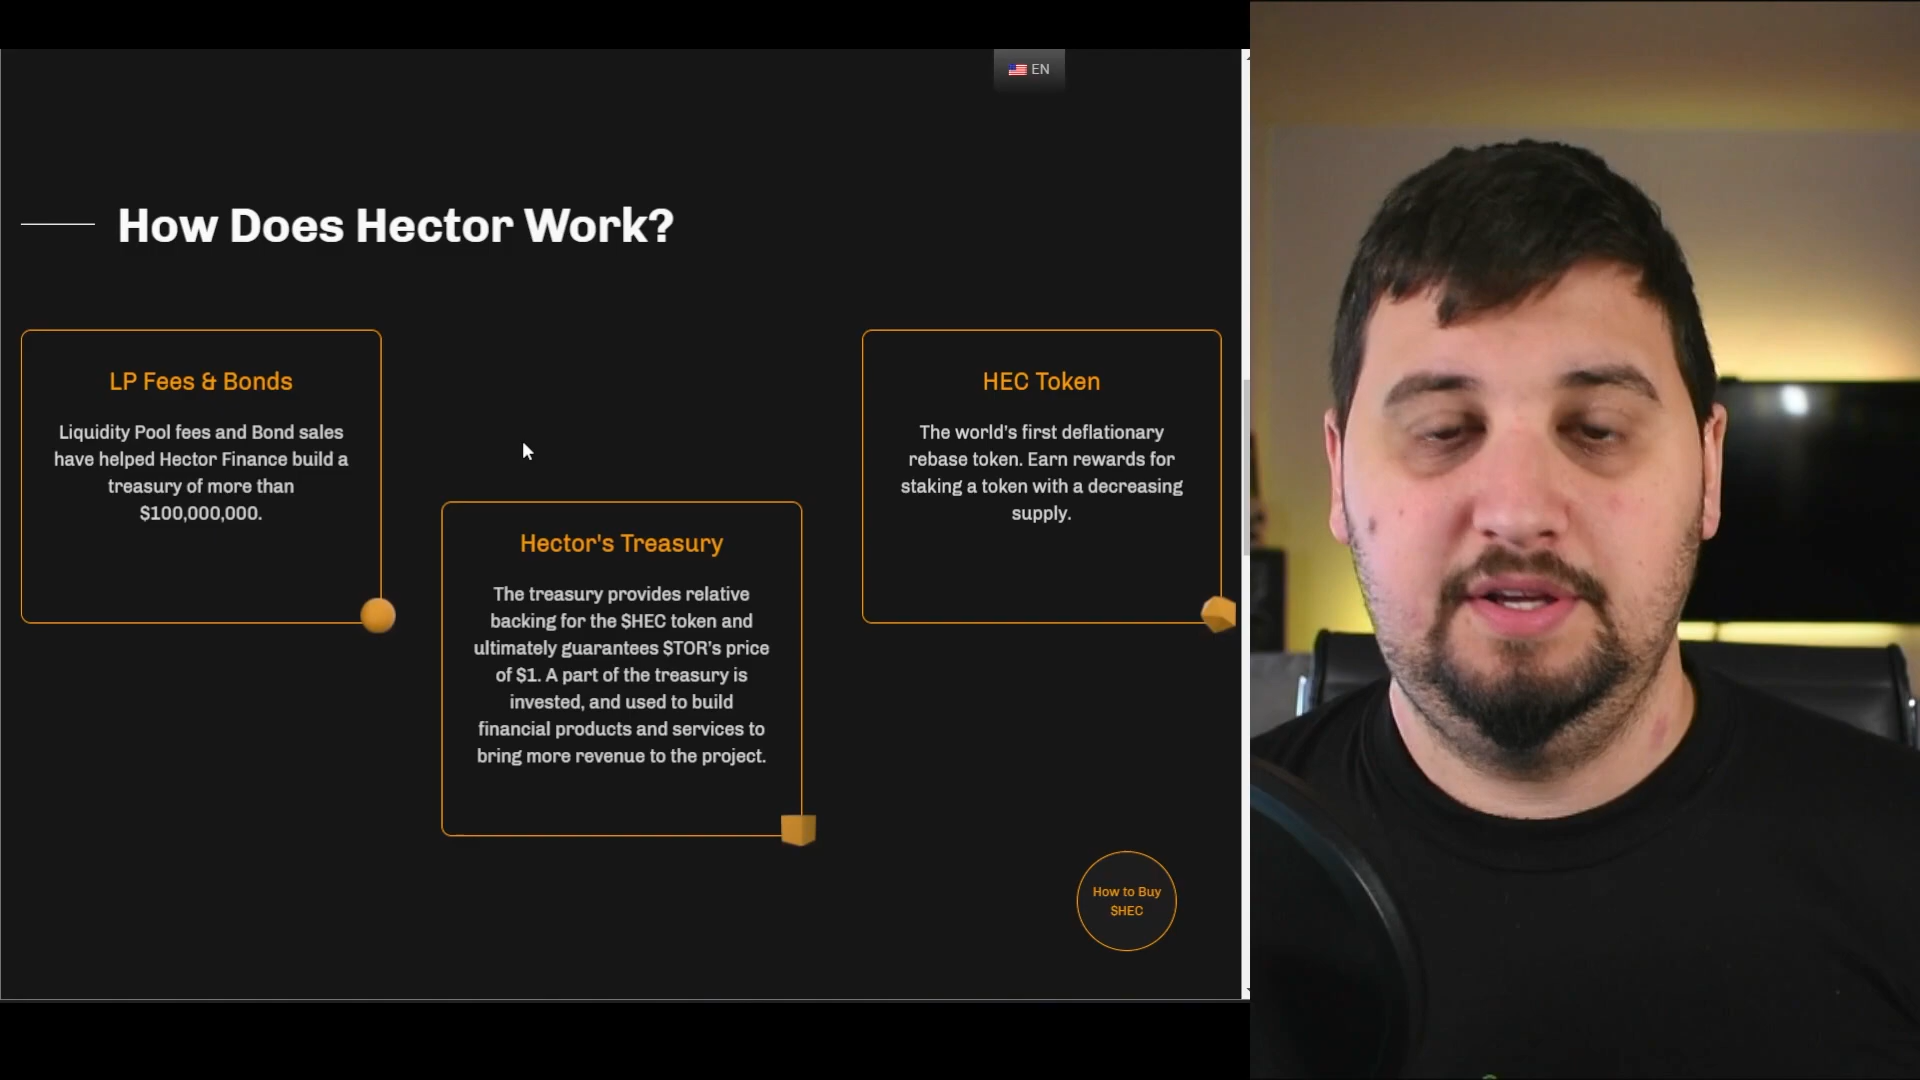 EN
How Does Hector Work?
LP Fees & Bonds
Liquidity Pool fees and Bond sales
have helped Hector Finance build a
treasury of more than
$100,000,000.
Hector's Treasury
The treasury provides relative
backing for the $HEC token and
ultimately guarantees $TOR's price
of $1. A part of the treasury is
invested, and used to build
financial products and services to
bring more revenue to the project.
HEC Token
The world's first deflationary
rebase token. Earn rewards for
staking a token with a decreasing
supply.
How to Buy
$HEC